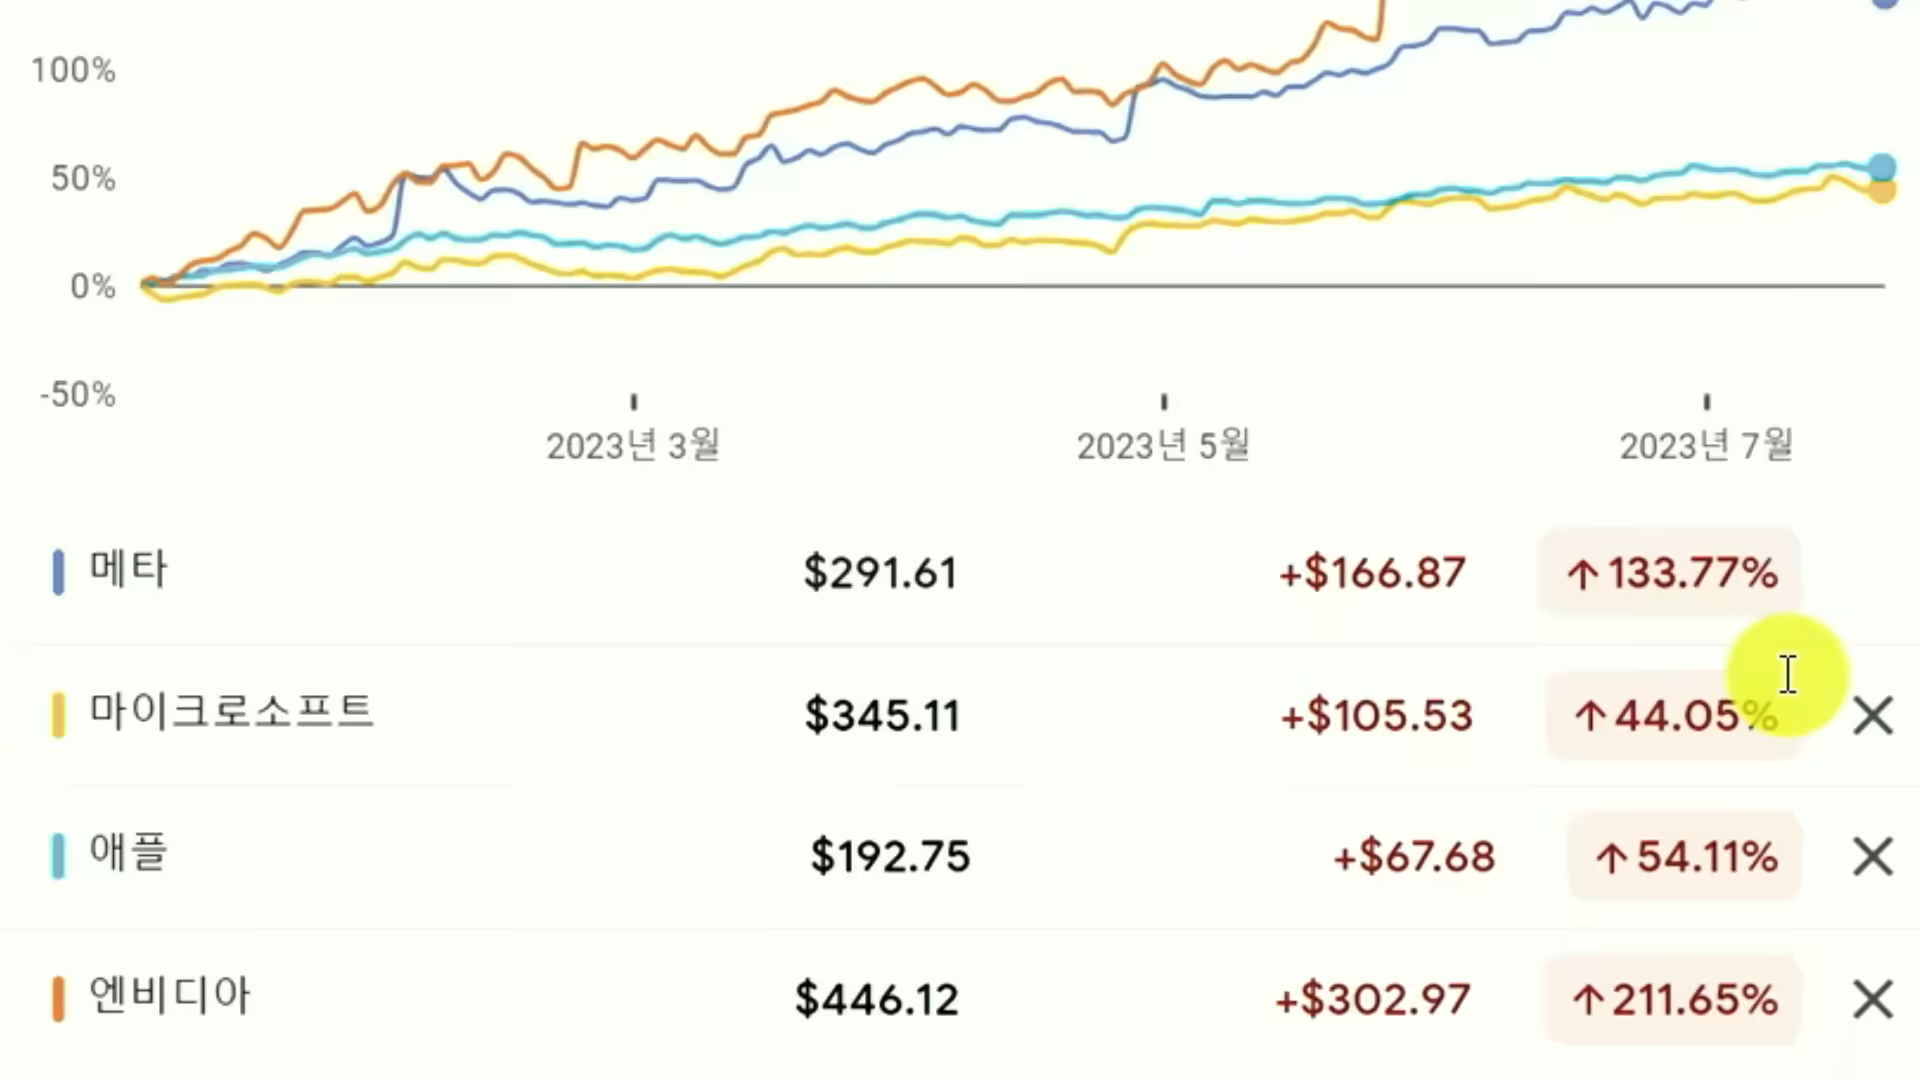 100%
50%
0%
-50%
2023년 3월
2023년 5월
2023년 7월
메타 $291.61 +$166.87 ↑133.77%
마이크로소프트 $345.11 +$105.53 ↑44.05%
애플 $192.75 +$67.68 ↑54.11%
엔비디아 $446.12 +$302.97 ↑211.65%